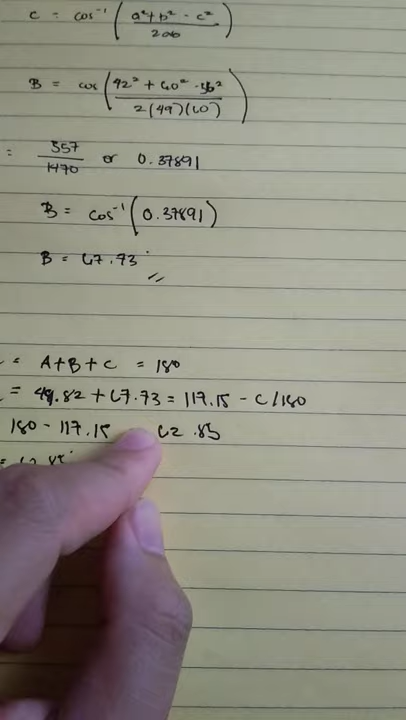 C = cos⁻¹ ( a² + b² - c² / 2ab )
B = cos ( 42² + 60² - 56² / 2(49)(60) )
= 557 / 1470 or 0.37891
B = cos⁻¹ (0.37891)
B = 67.73°
= A+B+C = 180
= 49.82 + 67.73 = 117.15 - C/180
180 - 117.15 62.85